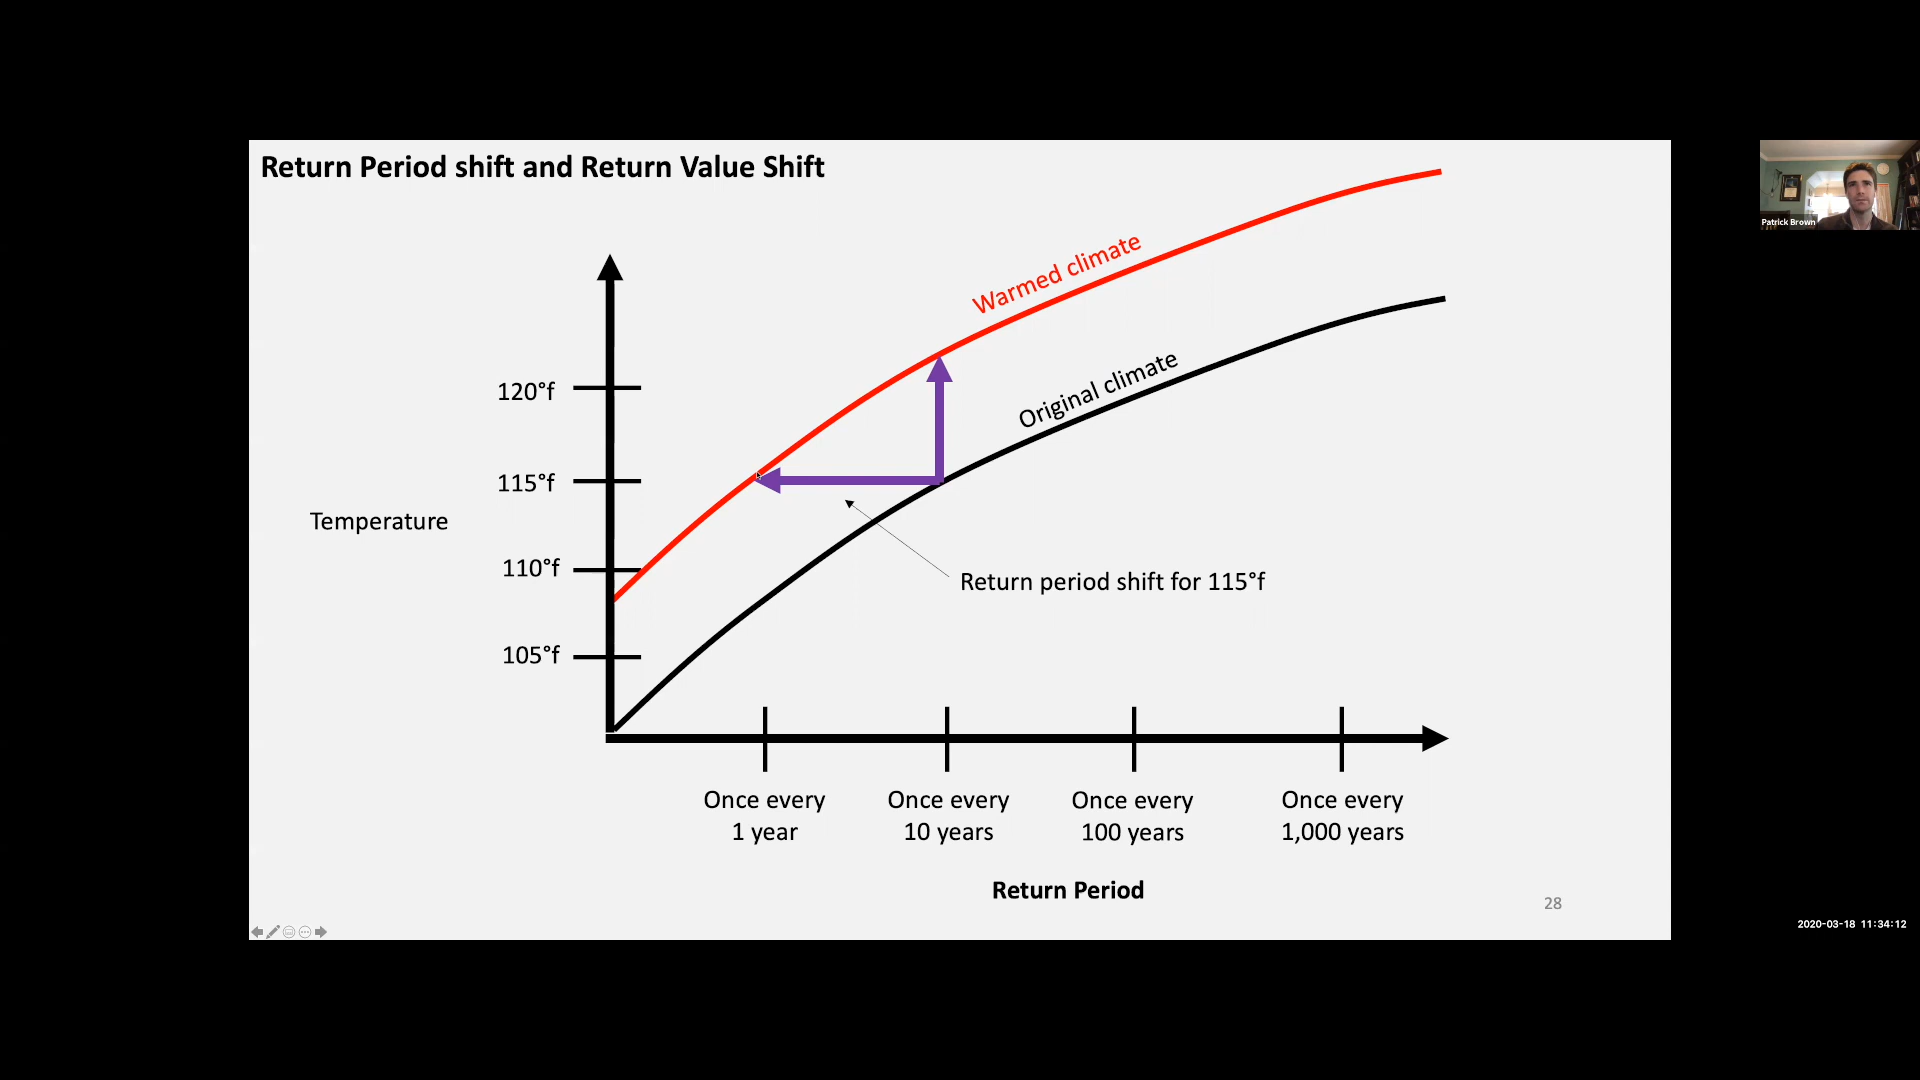 Return Period shift and Return Value Shift
Warmed climate
Original climate
120°f
115°f
Temperature
110°f
105°f
Return period shift for 115°f
Once every
1 year
Once every
10 years
Once every
100 years
Once every
1,000 years
Return Period
28
Patrick Brown
2020-03-18 11:34:12